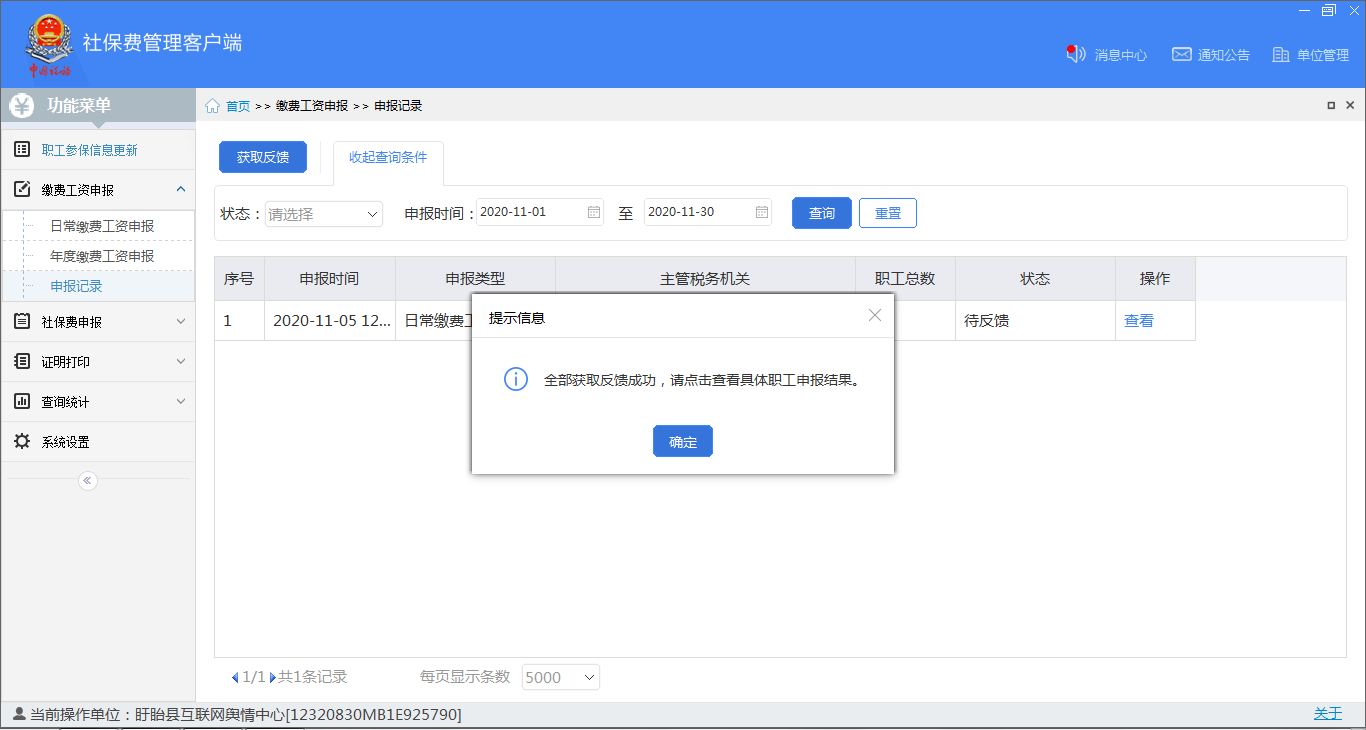 社保费管理客户端
消息中心 通知公告 单位管理
功能菜单
首页 >> 缴费工资申报 >> 申报记录
职工参保信息更新
缴费工资申报
日常缴费工资申报
年度缴费工资申报
申报记录
社保费申报
证明打印
查询统计
系统设置
获取反馈 收起查询条件
状态： 请选择 申报时间： 2020-11-01 至 2020-11-30 查询 重置
序号 申报时间 申报类型 主管税务机关 职工总数 状态 操作
1 2020-11-05 12... 日常缴费工 待反馈 查看
提示信息
全部获取反馈成功，请点击查看具体职工申报结果。
确定
1/1 共1条记录 每页显示条数 5000
当前操作单位：盱眙县互联网舆情中心[12320830MB1E925790] 关于